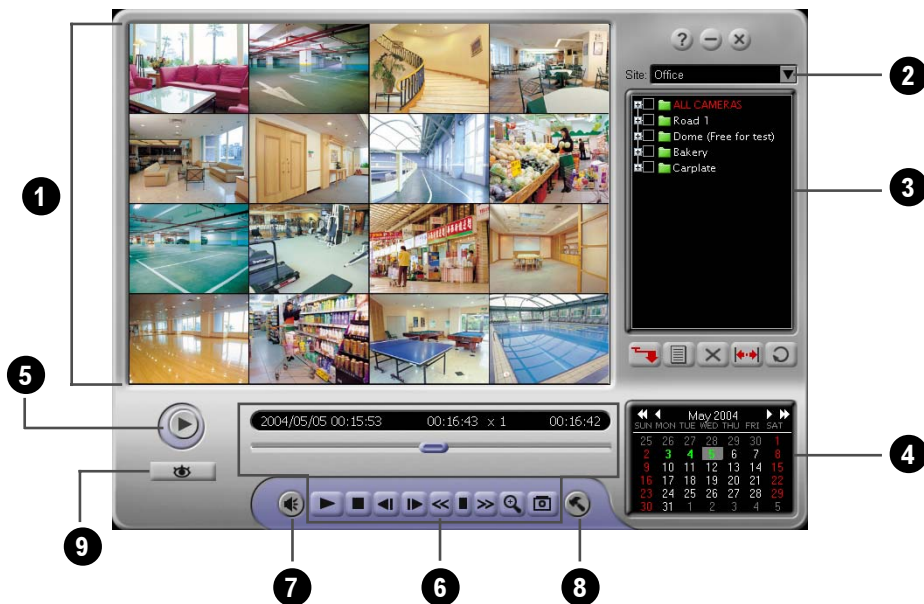 ?
Site: Office
ALL CAMERAS
Road 1
Dome (Free for test)
Bakery
Carplate
2004/05/05 00:15:53 00:16:43 x 1 00:16:42
May 2004
SUN MON TUE WED THU FRI SAT
25 26 27 28 29 30 1
2 3 4 5 6 7 8
9 10 11 12 13 14 15
16 17 18 19 20 21 22
23 24 25 26 27 28 29
30 31 1 2 3 4 5
1
2
3
4
5
9
7
6
8